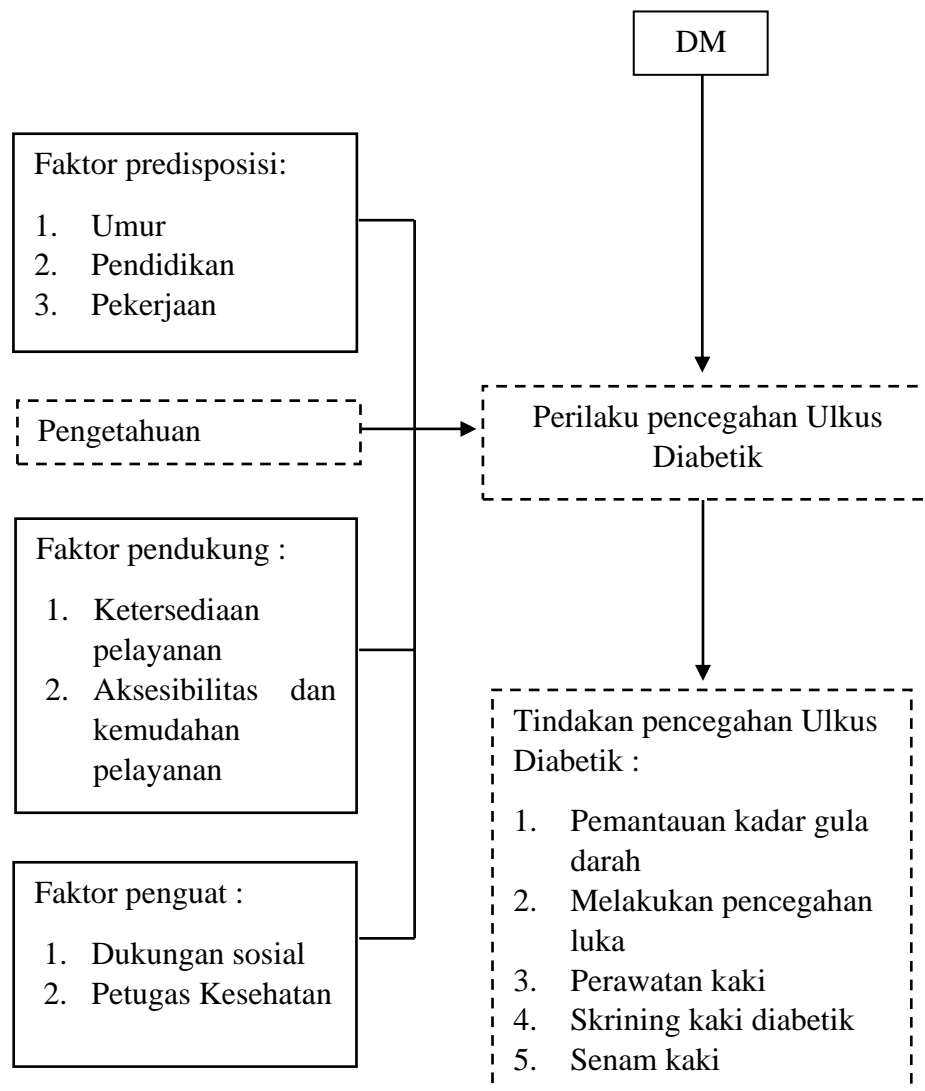 DM
Faktor predisposisi:
1. Umur
2. Pendidikan
3. Pekerjaan
Pengetahuan
Perilaku pencegahan Ulkus
Diabetik
Faktor pendukung :
1. Ketersediaan
pelayanan
2. Aksesibilitas dan
kemudahan
pelayanan
Faktor penguat :
1. Dukungan sosial
2. Petugas Kesehatan
Tindakan pencegahan Ulkus
Diabetik :
1. Pemantauan kadar gula
darah
2. Melakukan pencegahan
luka
3. Perawatan kaki
4. Skrining kaki diabetik
5. Senam kaki